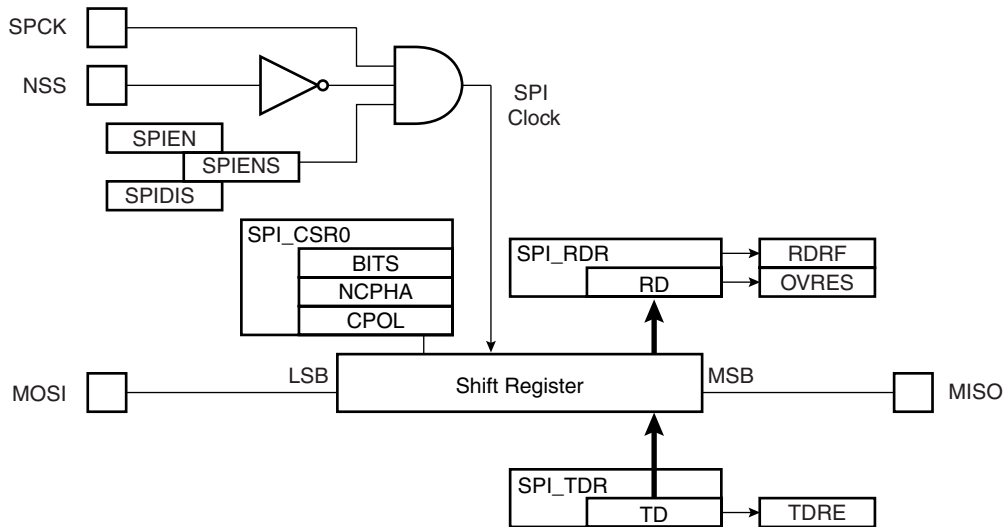 SPCK
NSS
SPI
Clock
SPIEN
SPIENS
SPIDIS
SPI_CSR0
BITS
NCPHA
CPOL
SPI_RDR
RD
RDRF
OVRES
MOSI
LSB
Shift Register
MSB
MISO
SPI_TDR
TD
TDRE